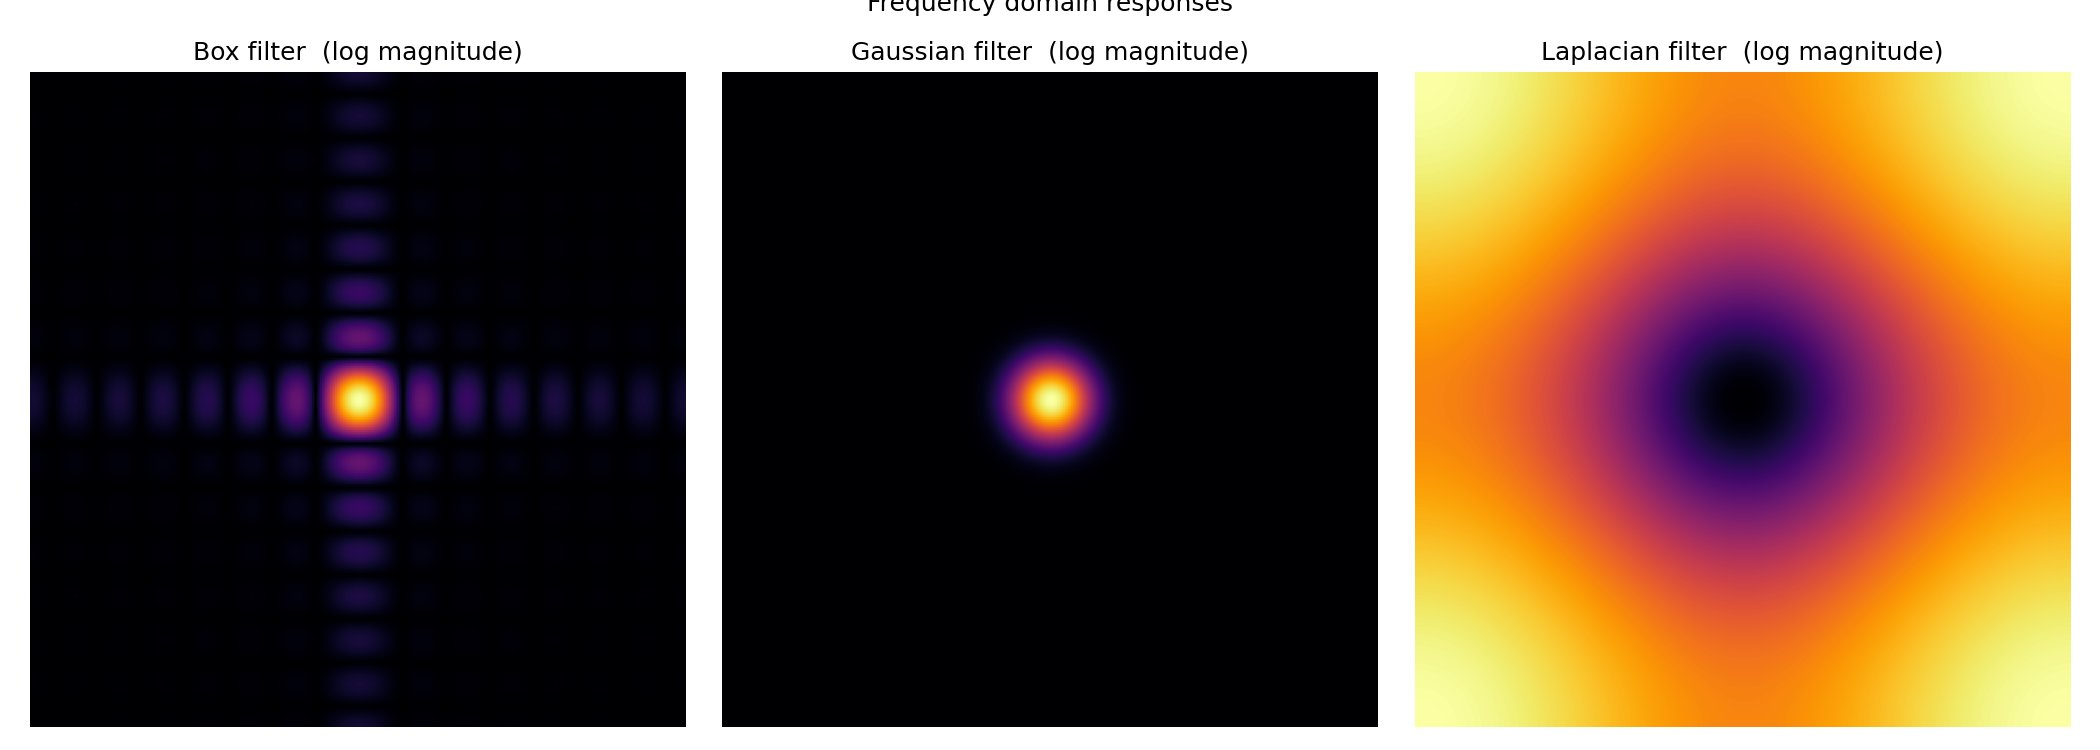 Frequency domain responses
Box filter  (log magnitude)
Gaussian filter  (log magnitude)
Laplacian filter  (log magnitude)